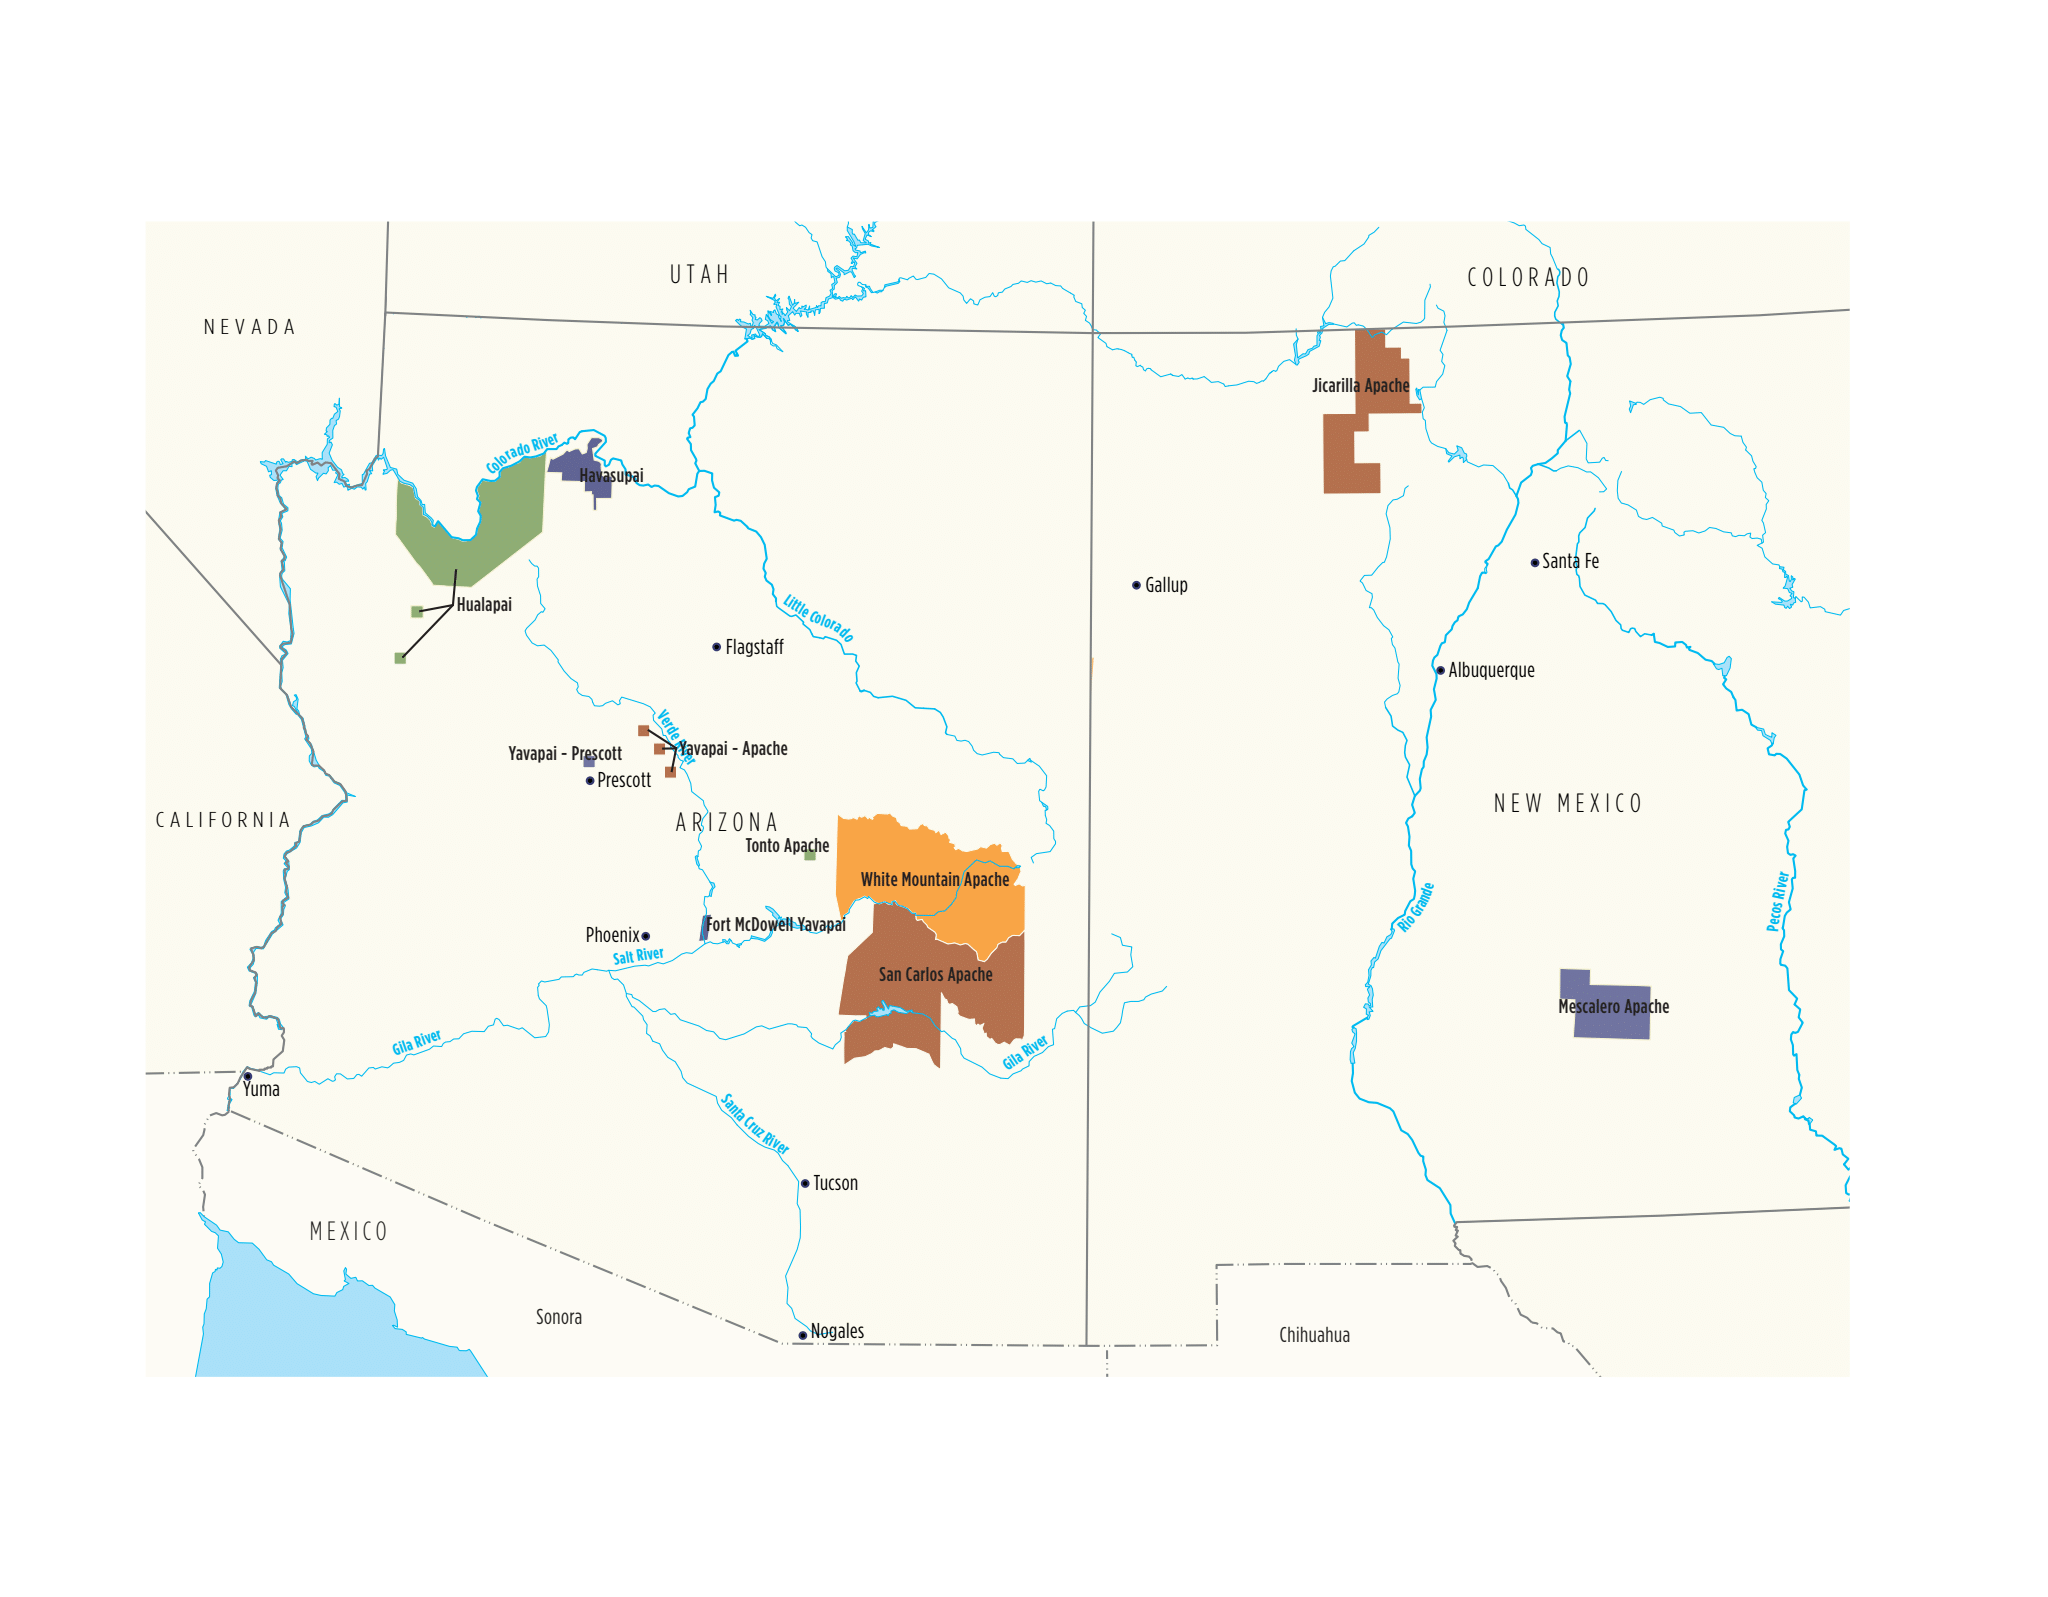 UTAH
COLORADO
NEVADA
Jicarilla Apache
Colorado River
Havasupai
Santa Fe
Gallup
Hualapai
Little Colorado
Flagstaff
Albuquerque
Verde River
Yavapai - Prescott
Yavapai - Apache
Prescott
NEW MEXICO
CALIFORNIA
ARIZONA
Tonto Apache
White Mountain Apache
Rio Grande
Pecos River
Fort McDowell Yavapai
Phoenix
Salt River
San Carlos Apache
Mescalero Apache
Gila River
Gila River
Yuma
Santa Cruz River
Tucson
MEXICO
Sonora
Nogales
Chihuahua